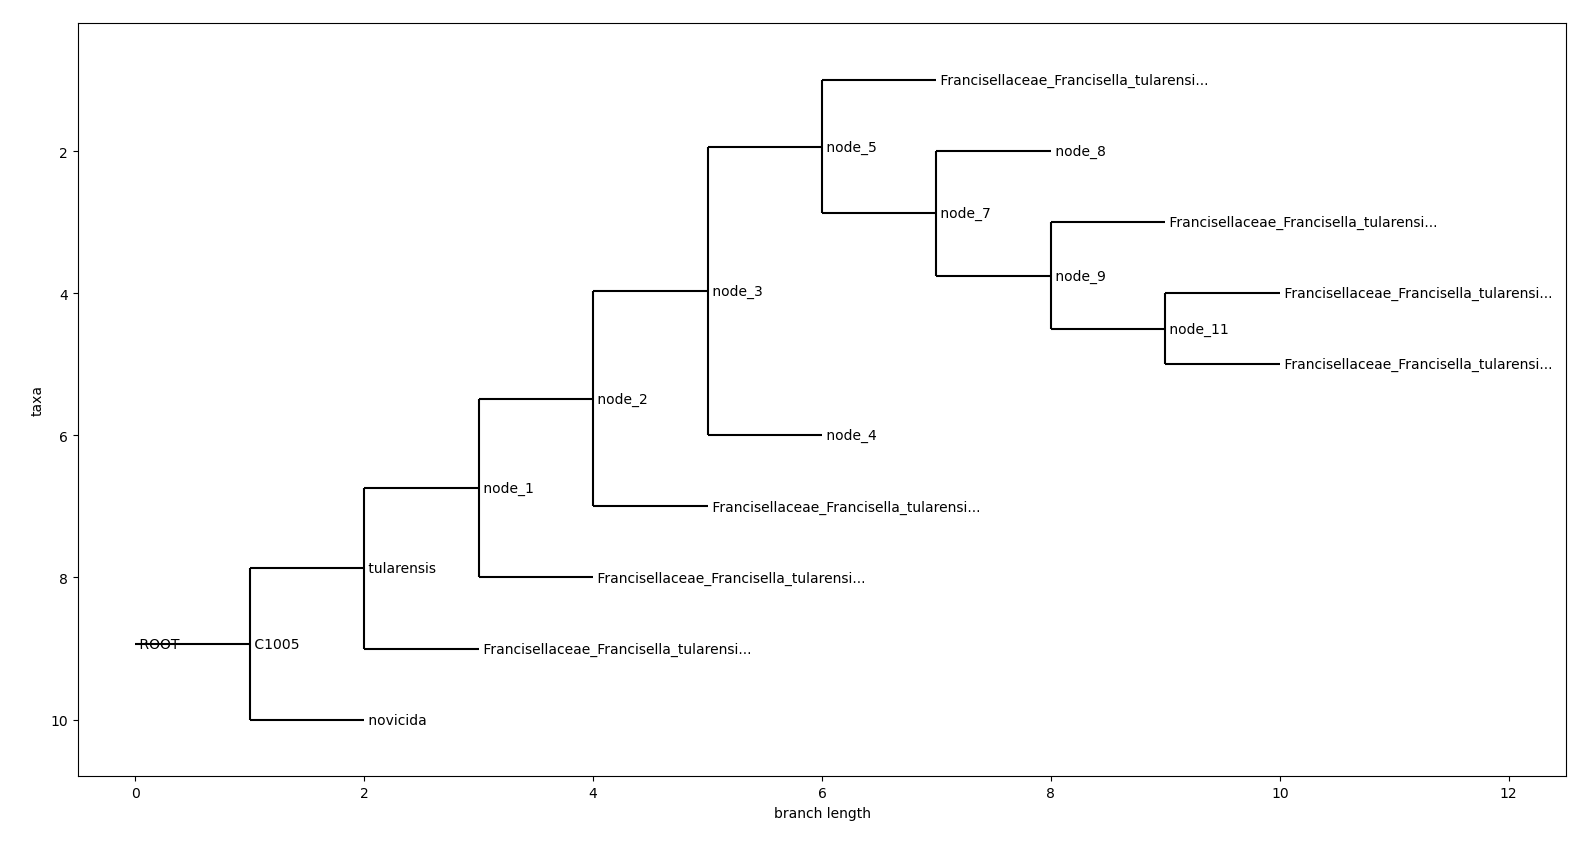 Francisellaceae_Francisella_tularensi...
node_5
2
node_8
node_7
Francisellaceae_Francisella_tularensi...
node_9
node_3
4
Francisellaceae_Francisella_tularensi...
node_11
Francisellaceae_Francisella_tularensi...
taxa
node_2
6
node_4
node_1
Francisellaceae_Francisella_tularensi...
tularensis
8
Francisellaceae_Francisella_tularensi...
ROOT
C1005
Francisellaceae_Francisella_tularensi...
10
novicida
0 2 4 6 8 10 12
branch length